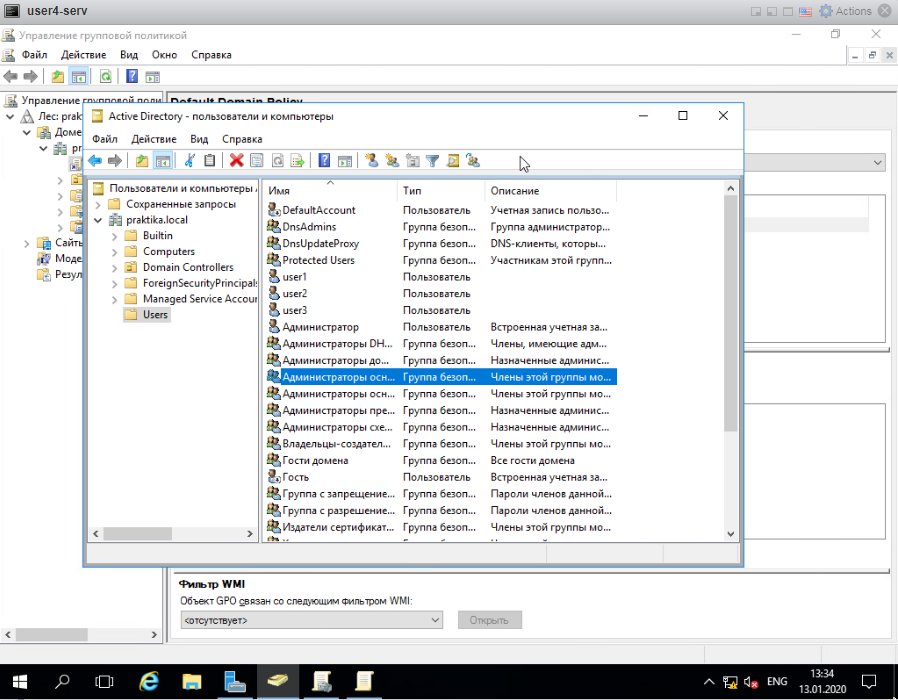 user4-serv
Actions
Управление групповой политикой
Файл Действие Вид Окно Справка
Управление групповой поли
Default Domain Policy
Лес: prak
Доме
pr
Сайты
Моде
Резул
Active Directory - пользователи и компьютеры
Файл Действие Вид Справка
Пользователи и компьютеры
Сохраненные запросы
praktika.local
Builtin
Computers
Domain Controllers
ForeignSecurityPrincipals
Managed Service Accour
Users
Имя Тип Описание
DefaultAccount Пользователь Учетная запись пользо...
DnsAdmins Группа безоп... Группа администратор...
DnsUpdateProxy Группа безоп... DNS-клиенты, которы...
Protected Users Группа безоп... Участникам этой групп...
user1 Пользователь
user2 Пользователь
user3 Пользователь
Администратор Пользователь Встроенная учетная за...
Администраторы DH... Группа безоп... Члены, имеющие адм...
Администраторы до... Группа безоп... Назначенные админис...
Администраторы осн... Группа безоп... Члены этой группы мо...
Администраторы осн... Группа безоп... Члены этой группы мо...
Администраторы пре... Группа безоп... Назначенные админис...
Администраторы схе... Группа безоп... Назначенные админис...
Владельцы-создател... Группа безоп... Члены этой группы мо...
Гости домена Группа безоп... Все гости домена
Гость Пользователь Встроенная учетная за...
Группа с запрещение... Группа безоп... Пароли членов данной...
Группа с разрешение... Группа безоп... Пароли членов данной...
Издатели сертификат... Группа безоп... Члены этой группы мо...
Фильтр WMI
Объект GPO связан со следующим фильтром WMI:
<отсутствует> Открыть
ENG
13:34
13.01.2020